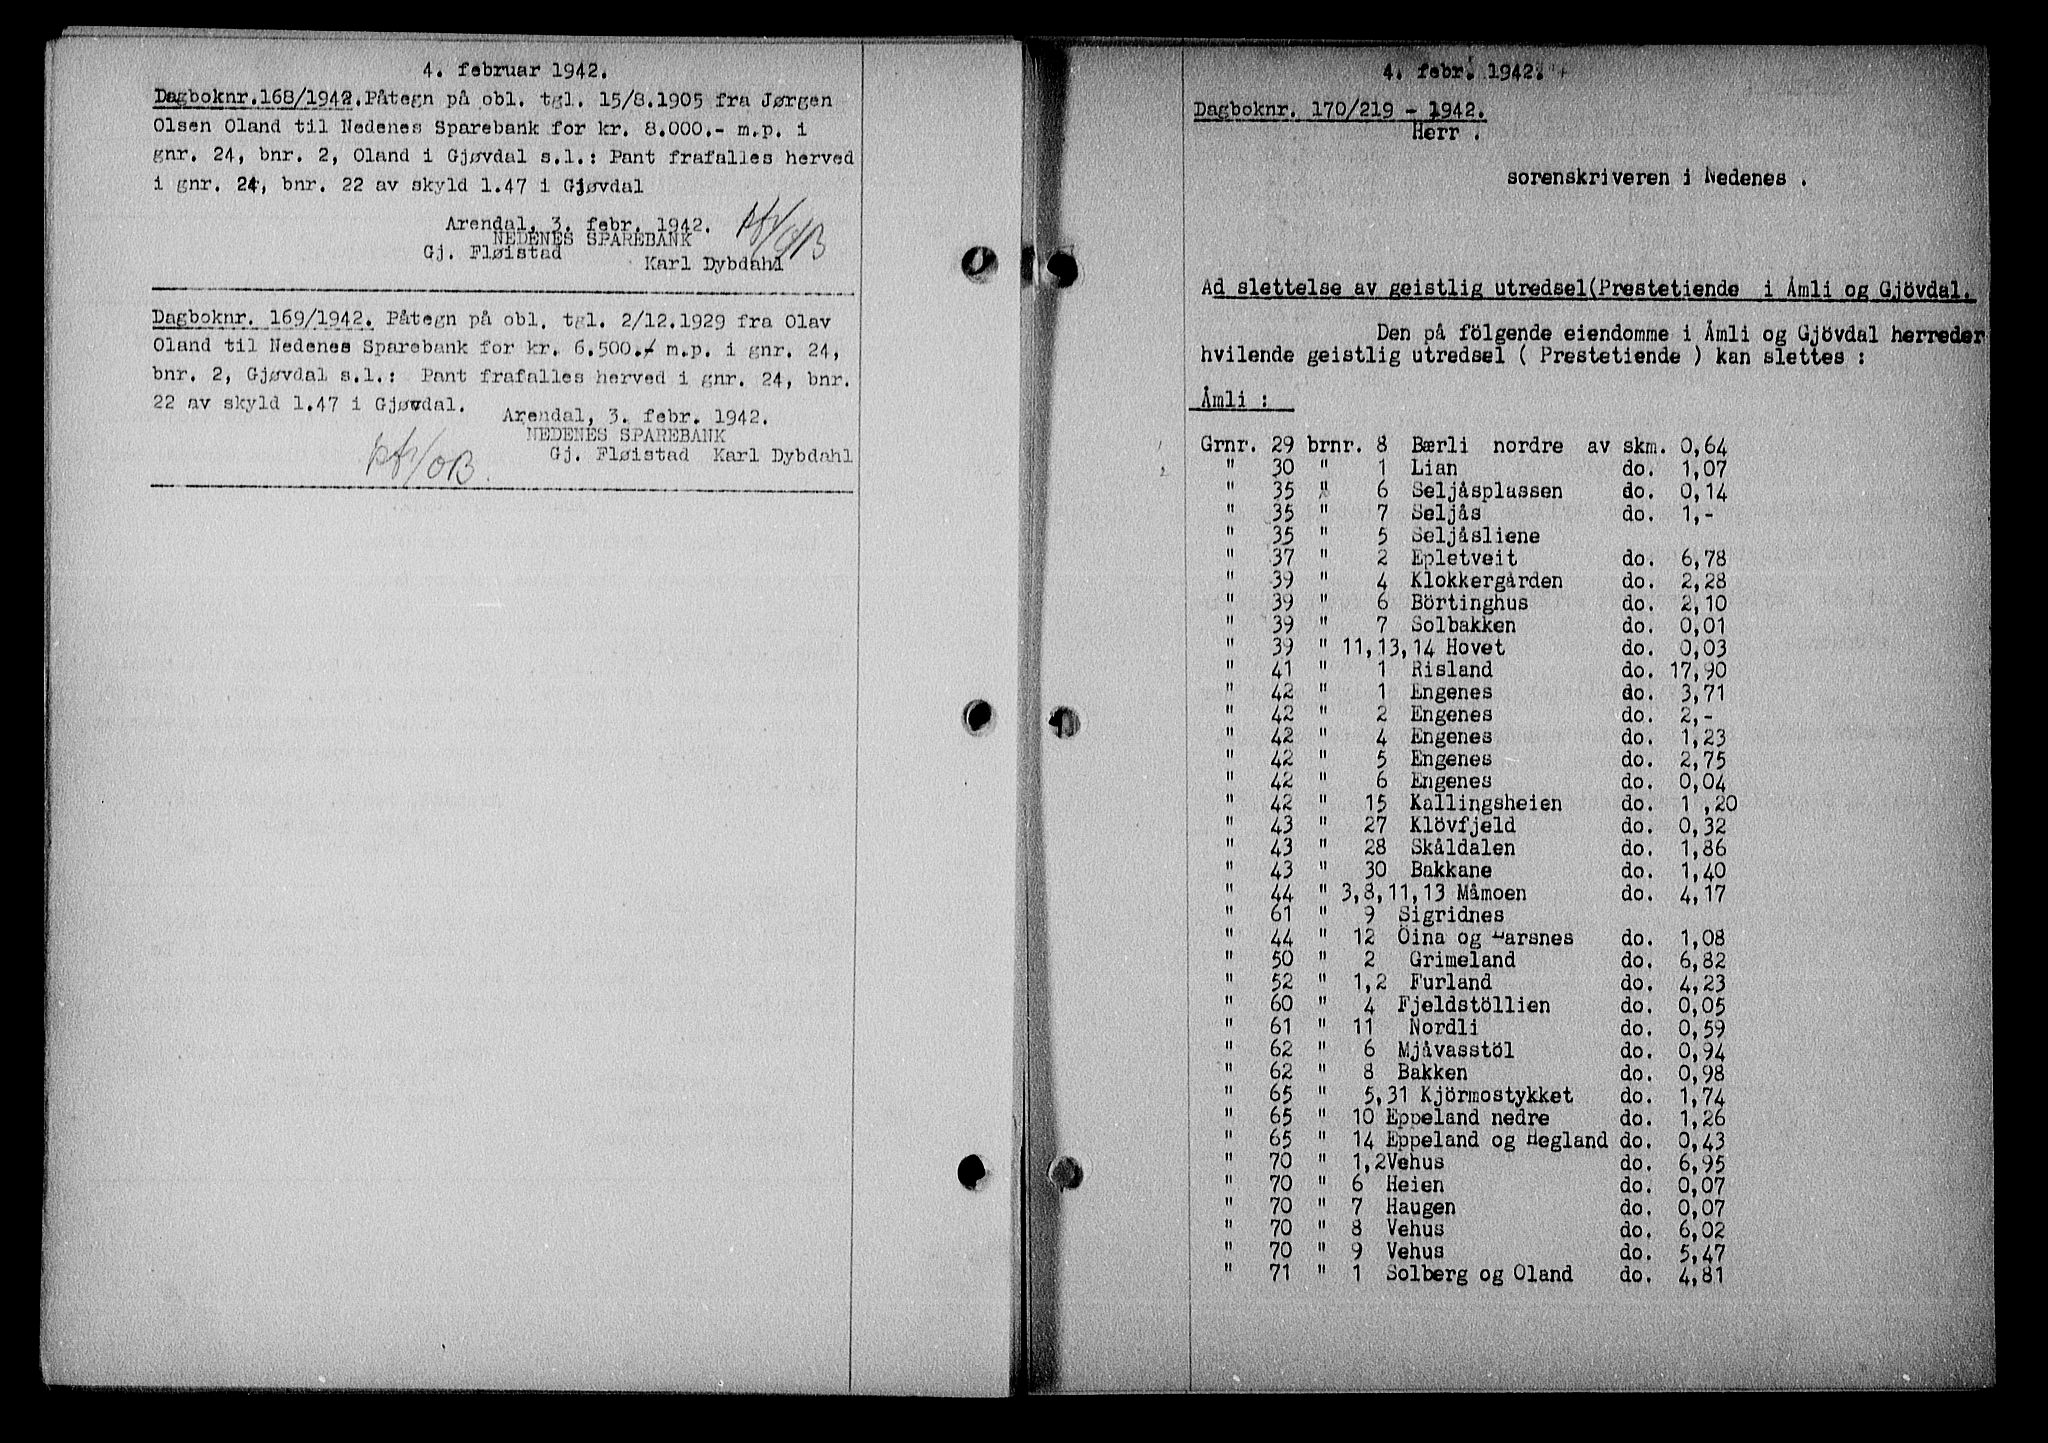 4. februar 1942.
Dagboknr.168/1942.Påtegn på obl. tgl. 15/8.1905 fra Jørgen
Olsen Oland til Nedenes Sparebank for kr. 8.000.- m.p. i
gnr. 24, bnr. 2, Oland i Gjøvdal s.l.: Pant frafalles herved
i gnr. 24, bnr. 22 av skyld 1.47 i Gjøvdal
Arendal, 3. febr. 1942.
NEDENES SPAREBANK
Gj. Fløistad
Karl Dybdahl
Dagboknr. 169/1942. Påtegn på obl. tgl. 2/12.1929 fra Olav
Oland til Nedenes Sparebank for kr. 6.500.- m.p. i gnr. 24,
bnr. 2, Gjøvdal s.l.: Pant frafalles herved i gnr. 24, bnr.
22 av skyld 1.47 i Gjøvdal.
Arendal, 3. febr. 1942.
NEDENES SPAREBANK
Gj. Fløistad Karl Dybdahl
4. febr. 1942.
Dagboknr. 170/219 - 1942.
Herr .
sorenskriveren i Nedenes .
Ad slettelse av geistlig utredsel(Prestetiende i Åmli og Gjövdal.
Den på fölgende eiendomme i Åmli og Gjövdal herreder
hvilende geistlig utredsel ( Prestetiende ) kan slettes :
Åmli :
Grnr. 29 brnr. 8 Bærli nordre av skm. 0,64
" 30 " 1 Lian do. 1,07
" 35 " 6 Seljåsplassen do. 0,14
" 35 " 7 Seljås do. 1,-
" 35 " 5 Seljåsliene
" 37 " 2 Epletveit do. 6,78
" 39 " 4 Klokkergården do. 2,28
" 39 " 6 Börtinghus do. 2,10
" 39 " 7 Solbakken do. 0,01
" 39 " 11,13,14 Hovet do. 0,03
" 41 " 1 Risland do. 17,90
" 42 " 1 Engenes do. 3,71
" 42 " 2 Engenes do. 2,-
" 42 " 4 Engenes do. 1,23
" 42 " 5 Engenes do. 2,75
" 42 " 6 Engenes do. 0,04
" 42 " 15 Kallingsheien do. 1 ,20
" 43 " 27 Klövfjeld do. 0,32
" 43 " 28 Skåldalen do. 1,86
" 43 " 30 Bakkane do. 1,40
" 44 " 3,8,11,13 Måmoen do. 4,17
" 61 " 9 Sigridnes
" 44 " 12 Öina og Larsnes do. 1,08
" 50 " 2 Grimeland do. 6,82
" 52 " 1,2 Furland do. 4,23
" 60 " 4 Fjeldstöllien do. 0,05
" 61 " 11 Nordli do. 0,59
" 62 " 6 Mjåvasstöl do. 0,94
" 62 " 8 Bakken do. 0,98
" 65 " 5,31 Kjörmostykket do. 1,74
" 65 " 10 Eppeland nedre do. 1,26
" 65 " 14 Eppeland og Hegland do. 0,43
" 70 " 1,2Vehus do. 6,95
" 70 " 6 Heien do. 0,07
" 70 " 7 Haugen do. 0,07
" 70 " 8 Vehus do. 6,02
" 70 " 9 Vehus do. 5,47
" 71 " 1 Solberg og Oland do. 4,81